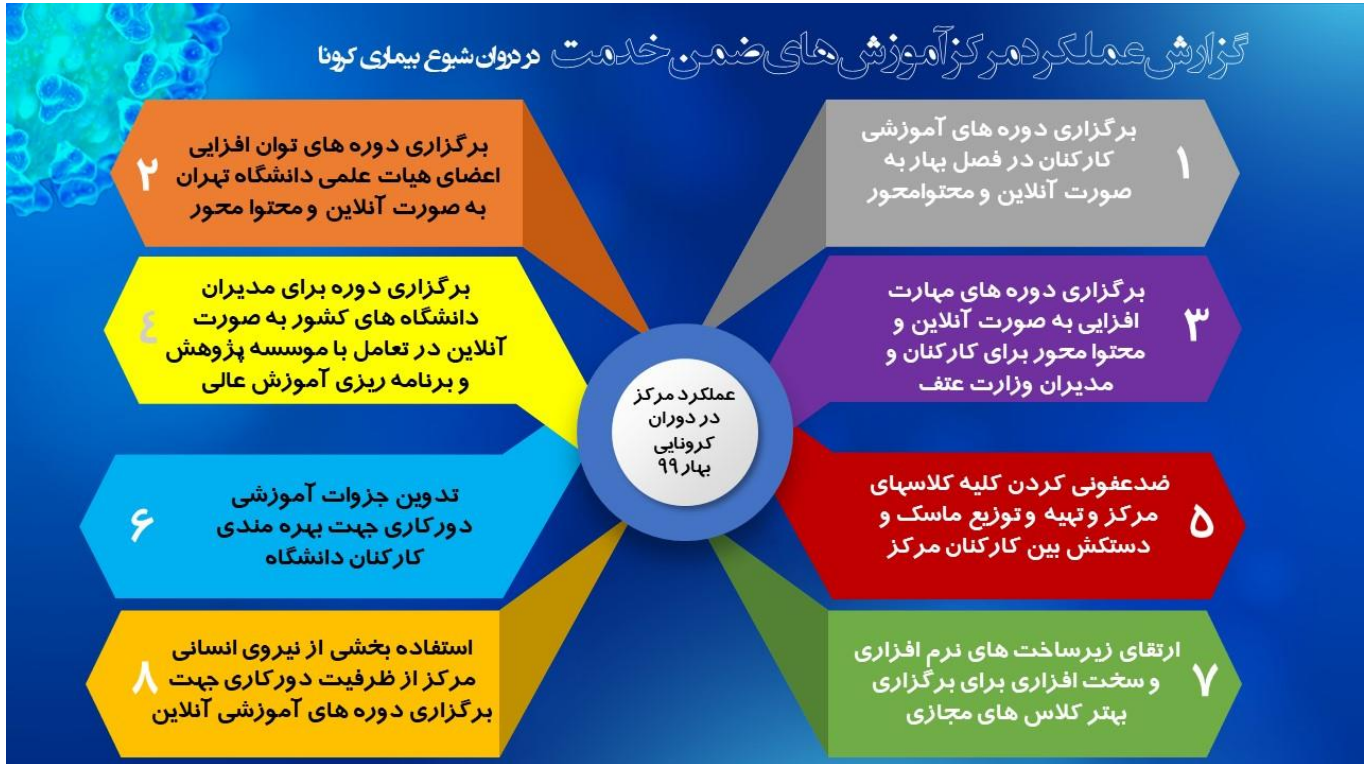 گزارش عملکردمرکزآموزش های ضمن خدمت در دروان شیوع بیماری کرونا
۱
برگزاری دوره های آموزشی
کارکنان در فصل بهار به
صورت آنلاین و محتوامحور
۲
برگزاری دوره های توان افزایی
اعضای هیات علمی دانشگاه تهران
به صورت آنلاین و محتوا محور
۳
برگزاری دوره های مهارت
افزایی به صورت آنلاین و
محتوا محور برای کارکنان و
مدیران وزارت عتف
٤
برگزاری دوره برای مدیران
دانشگاه های کشور به صورت
آنلاین در تعامل با موسسه پژوهش
و برنامه ریزی آموزش عالی
عملکرد مرکز
در دوران
کرونایی
بهار ۹۹
۵
ضدعفونی کردن کلیه کلاسهای
مرکز و تهیه و توزیع ماسک و
دستکش بین کارکنان مرکز
۶
تدوین جزوات آموزشی
دورکاری جهت بهره مندی
کارکنان دانشگاه
۷
ارتقای زیرساخت های نرم افزاری
و سخت افزاری برای برگزاری
بهتر کلاس های مجازی
۸
استفاده بخشی از نیروی انسانی
مرکز از ظرفیت دورکاری جهت
برگزاری دوره های آموزشی آنلاین